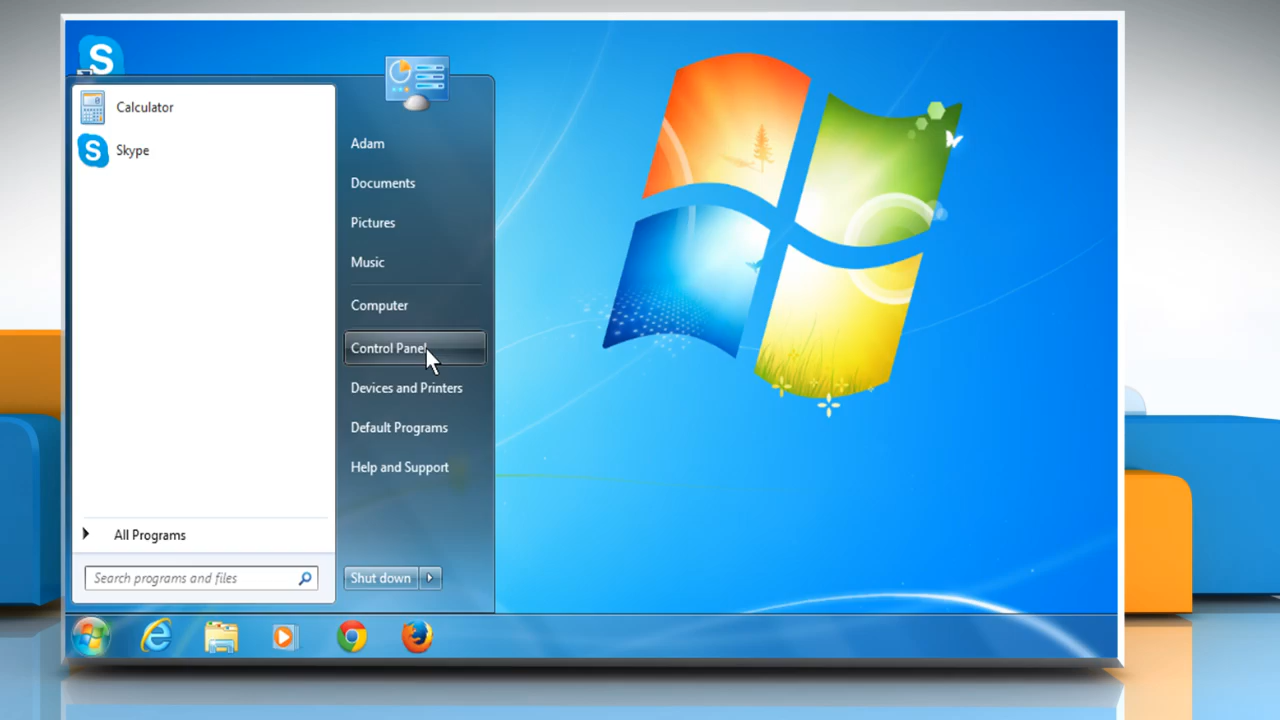 S
Calculator
S
Skype
Adam
Documents
Pictures
Music
Computer
Control Panel
Devices and Printers
Default Programs
Help and Support
All Programs
Search programs and files
Shut down